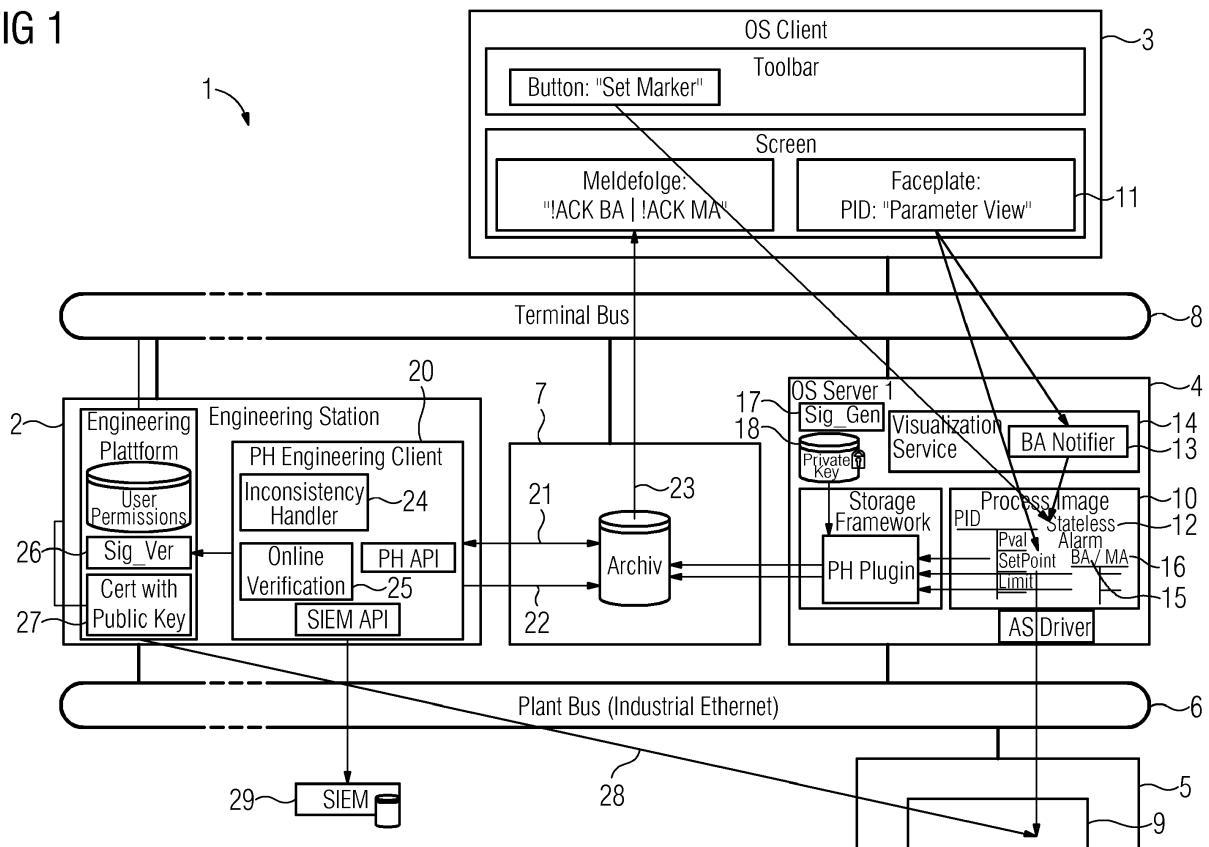 FIG 1
1
OS Client
3
Toolbar
Button: "Set Marker"
Screen
Meldefolge:
"!ACK BA | !ACK MA"
Faceplate:
PID: "Parameter View"
11
Terminal Bus
8
20
2
Engineering Station
Engineering
Plattform
User
Permissions
26
Sig_Ver
27
Cert with
Public Key
PH Engineering Client
Inconsistency
Handler
24
Online
Verification
25
PH API
SIEM API
21
22
7
23
Archiv
OS Server 1
4
17
Sig_Gen
18
Private
Key
Visualization
Service
14
BA Notifier
13
Storage
Framework
PH Plugin
Process Image
10
PID
Stateless
Alarm
12
Pval
SetPoint
Limit
BA / MA
16
15
AS Driver
Plant Bus (Industrial Ethernet)
6
28
29
SIEM
5
9